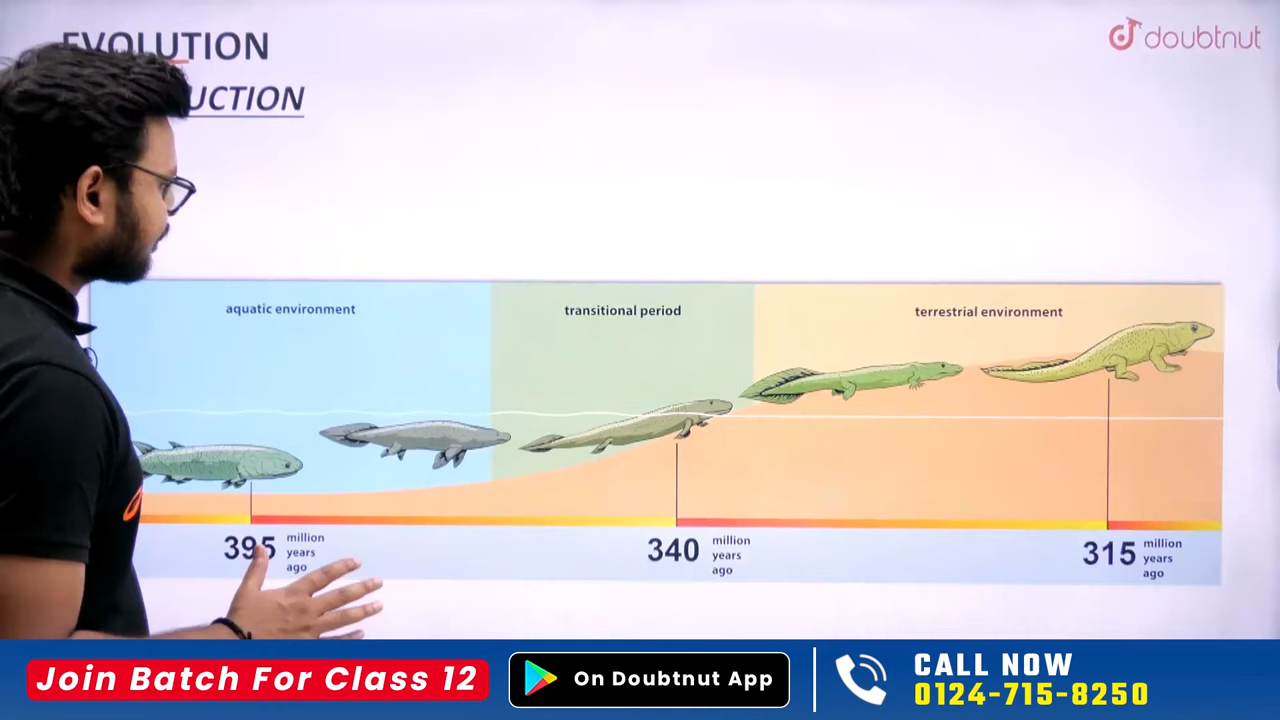 EVOLUTION
UCTION
doubtnut
aquatic environment
transitional period
terrestrial environment
395 million
years
ago
340 million
years
ago
315 million
years
ago
Join Batch For Class 12
On Doubtnut App
CALL NOW
0124-715-8250